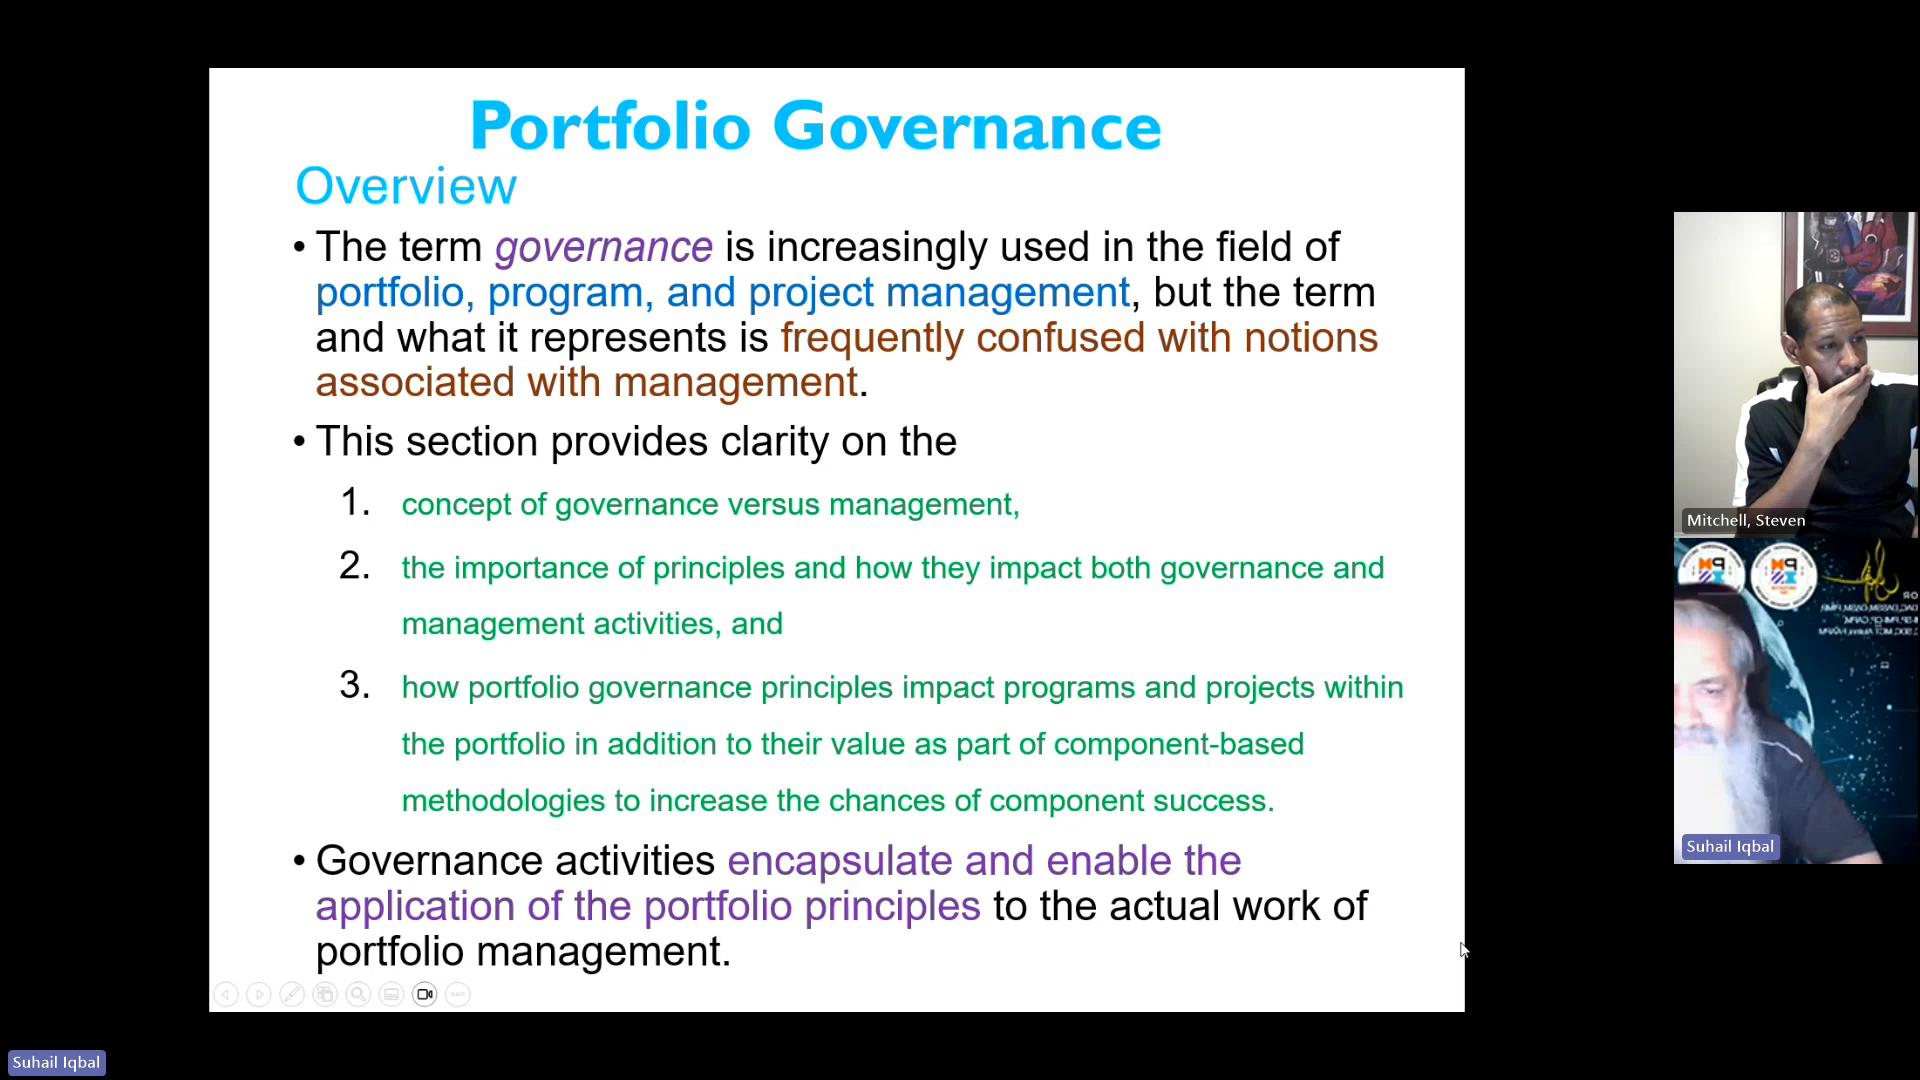 Portfolio Governance
Overview
• The term governance is increasingly used in the field of
portfolio, program, and project management, but the term
and what it represents is frequently confused with notions
associated with management.
• This section provides clarity on the
1. concept of governance versus management,
2. the importance of principles and how they impact both governance and
management activities, and
3. how portfolio governance principles impact programs and projects within
the portfolio in addition to their value as part of component-based
methodologies to increase the chances of component success.
• Governance activities encapsulate and enable the
application of the portfolio principles to the actual work of
portfolio management.
Mitchell, Steven
Suhail Iqbal
Suhail Iqbal